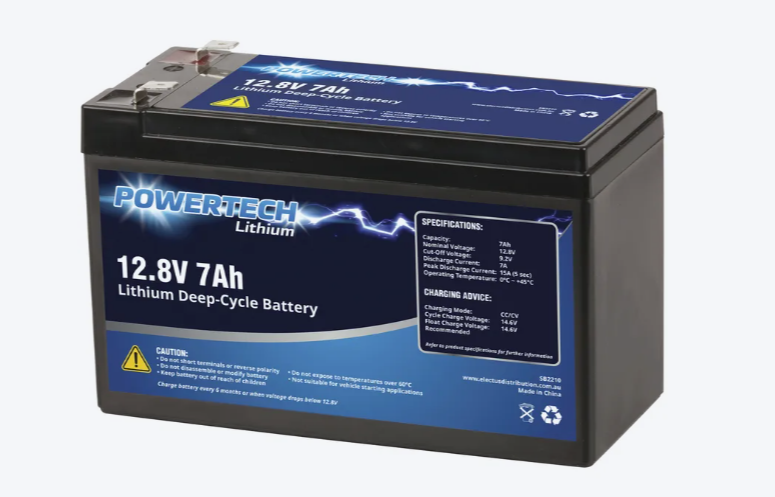 POWERTECH
Lithium
12.8V 7Ah
Lithium Deep-Cycle Battery
CAUTION:
POWERTECH
Lithium
12.8V 7Ah
Lithium Deep-Cycle Battery
SPECIFICATIONS:
Capacity: 7Ah
Nominal Voltage: 12.8V
Cut-Off Voltage: 9.2V
Discharge Current: 7A
Peak Discharge Current: 15A (5 sec)
Operating Temperature: 0°C ~ +45°C
CHARGING ADVICE:
Charging Mode: CC/CV
Cycle Charge Voltage: 14.6V
Float Charge Voltage: 14.6V
Recommended
Refer to product specifications for further information
CAUTION:
• Do not short terminals or reverse polarity
• Do not disassemble or modify battery
• Keep battery out of reach of children
• Do not expose to temperatures over 60°C
• Not suitable for vehicle starting applications
Charge battery every 6 months or when voltage drops below 12.8V
SB2210
www.electusdistribution.com.au
Made in China